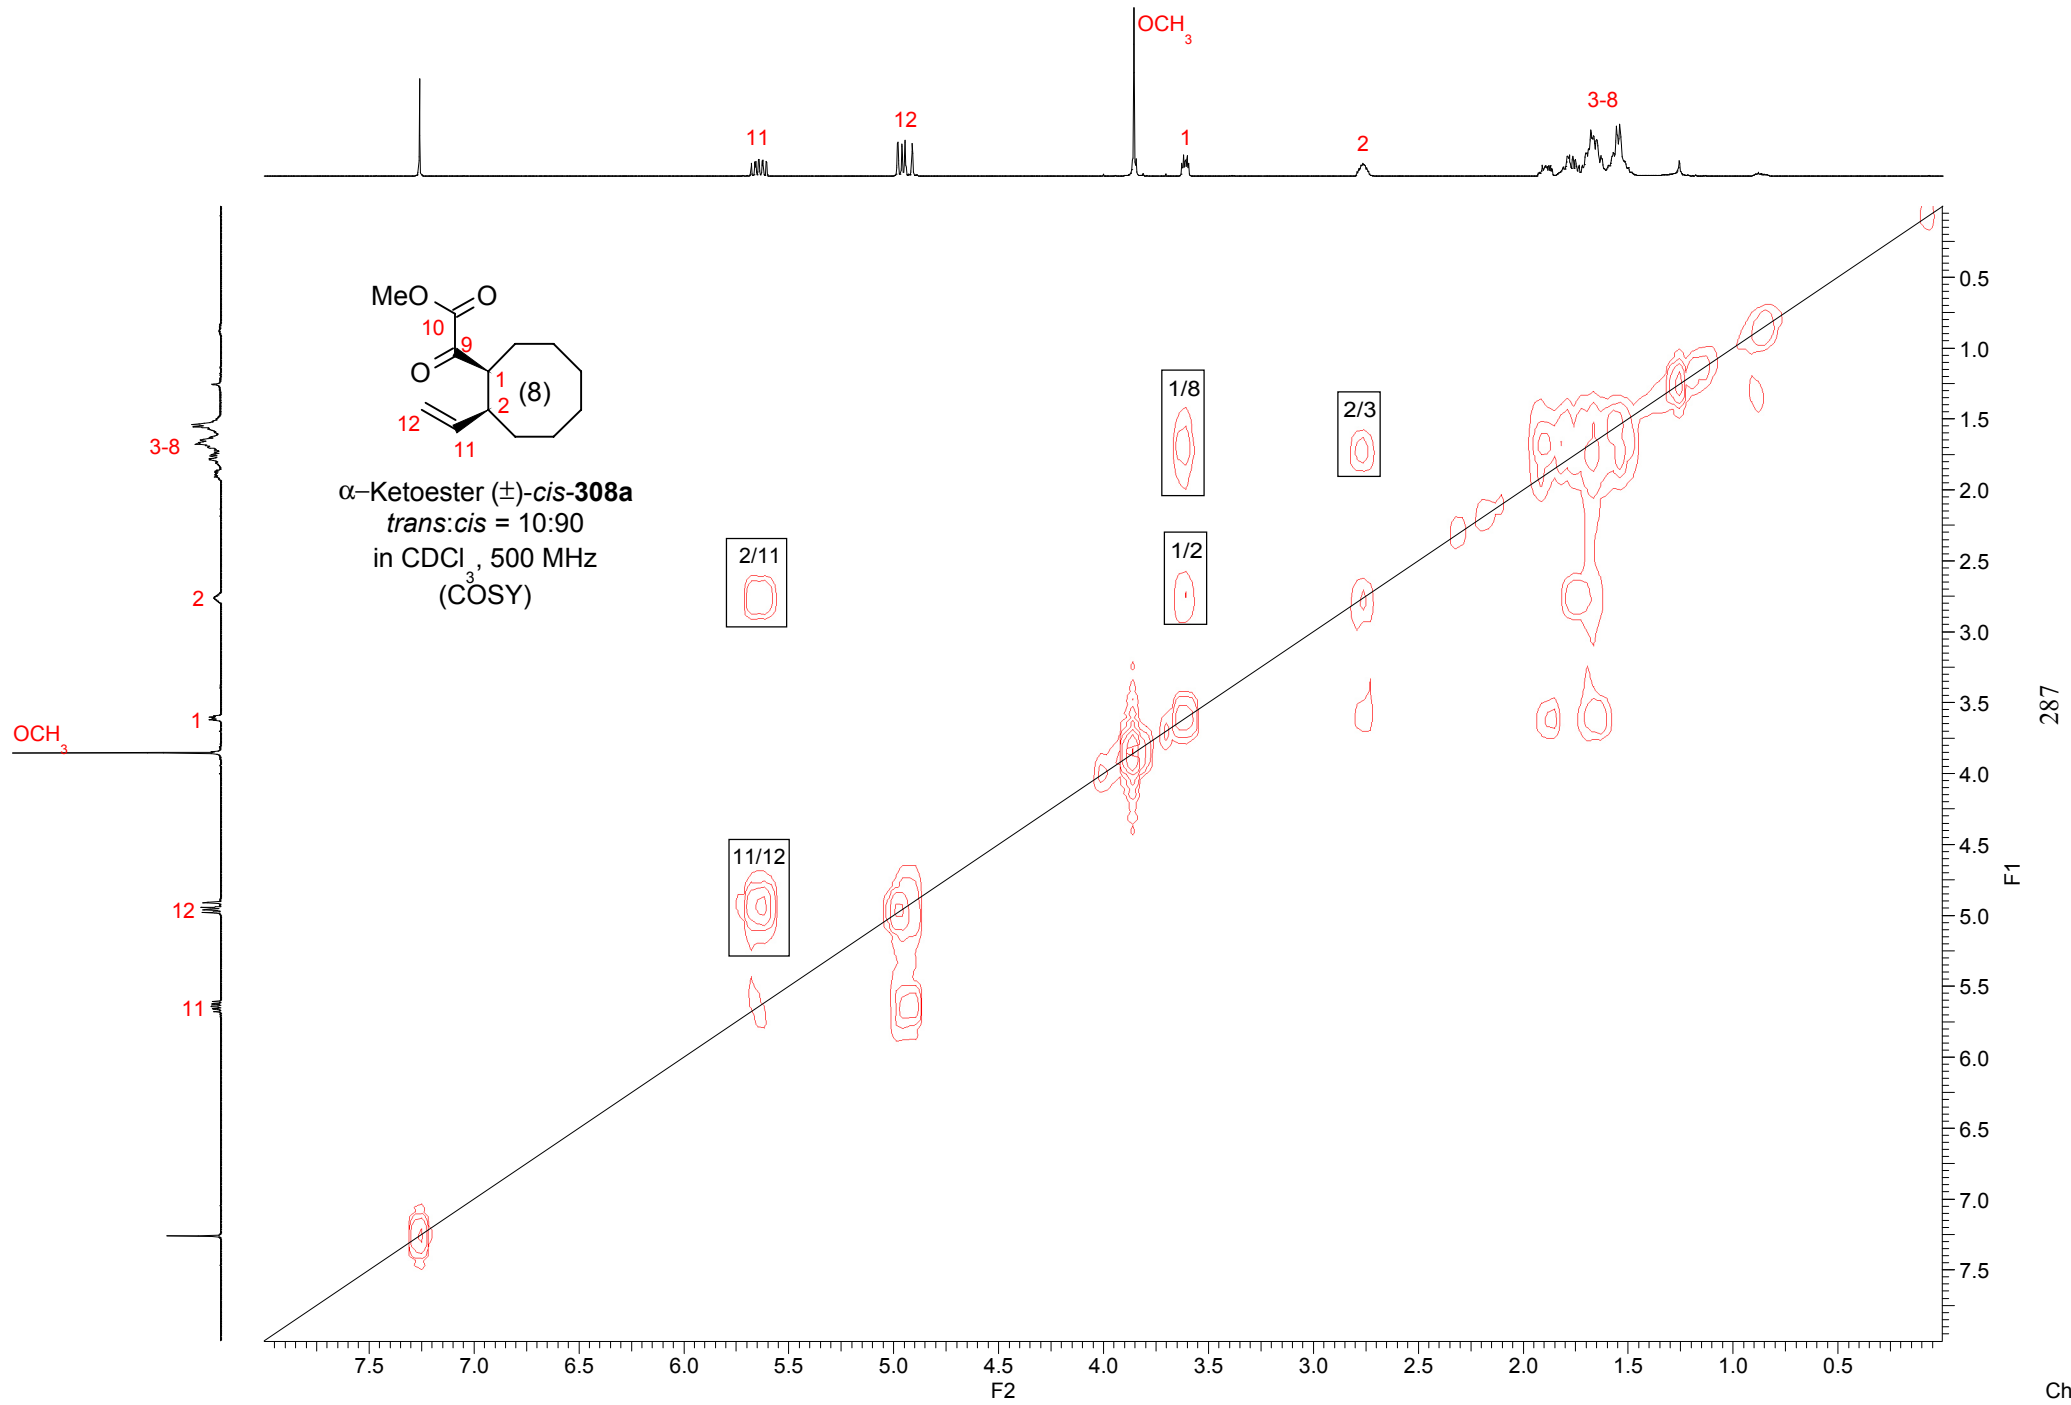 OCH3
3-8
12
11
1
2
MeO
O
10
9
O
1
(8)
2
12
11
α–Ketoester (±)-cis-308a
trans:cis = 10:90
in CDCl3, 500 MHz
(COSY)
1/8
2/3
2/11
1/2
11/12
3-8
2
1
OCH3
12
11
0.5
1.0
1.5
2.0
2.5
3.0
3.5
4.0
4.5
5.0
5.5
6.0
6.5
7.0
7.5
F1
287
7.5 7.0 6.5 6.0 5.5 5.0 4.5 4.0 3.5 3.0 2.5 2.0 1.5 1.0 0.5
F2
Ch